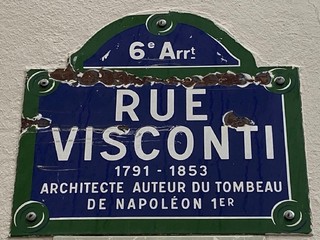 6e Arrt
RUE
VISCONTI
1791 - 1853
ARCHITECTE AUTEUR DU TOMBEAU
DE NAPOLÉON 1ER